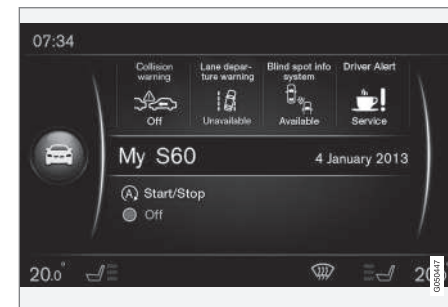 07:34
Collision warning
Off
Lane depar-
ture warning
Unavailable
Blind spot info
system
Available
Driver Alert
Service
My S60
4 January 2013
A Start/Stop
Off
20.0°
20
G050447